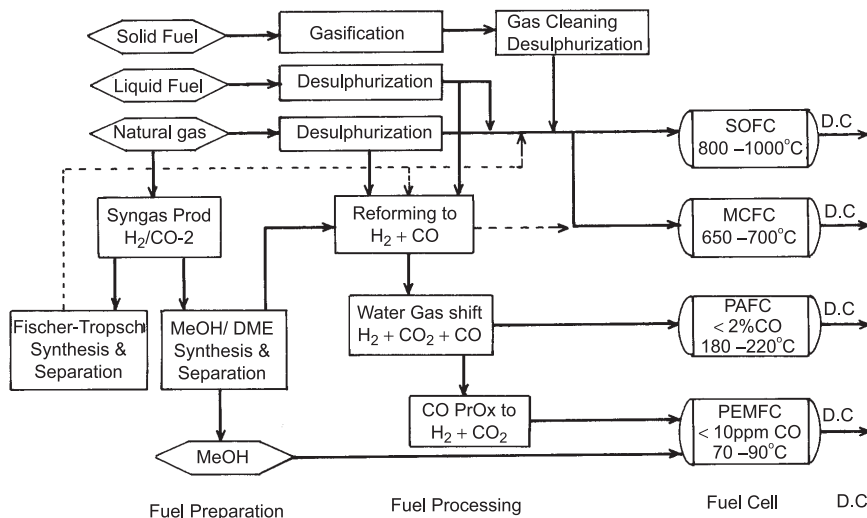 Solid Fuel
Gasification
Gas Cleaning
Desulphurization
Liquid Fuel
Desulphurization
Natural gas
Desulphurization
SOFC
800 –1000°C
D.C
Syngas Prod
H₂/CO-2
Reforming to
H₂ + CO
MCFC
650 –700°C
D.C
Fischer-Tropsch
Synthesis &
Separation
MeOH/ DME
Synthesis &
Separation
Water Gas shift
H₂ + CO₂ + CO
PAFC
< 2%CO
180 –220°C
D.C
CO PrOx to
H₂ + CO₂
PEMFC
< 10ppm CO
70 –90°C
D.C
MeOH
Fuel Preparation
Fuel Processing
Fuel Cell
D.C